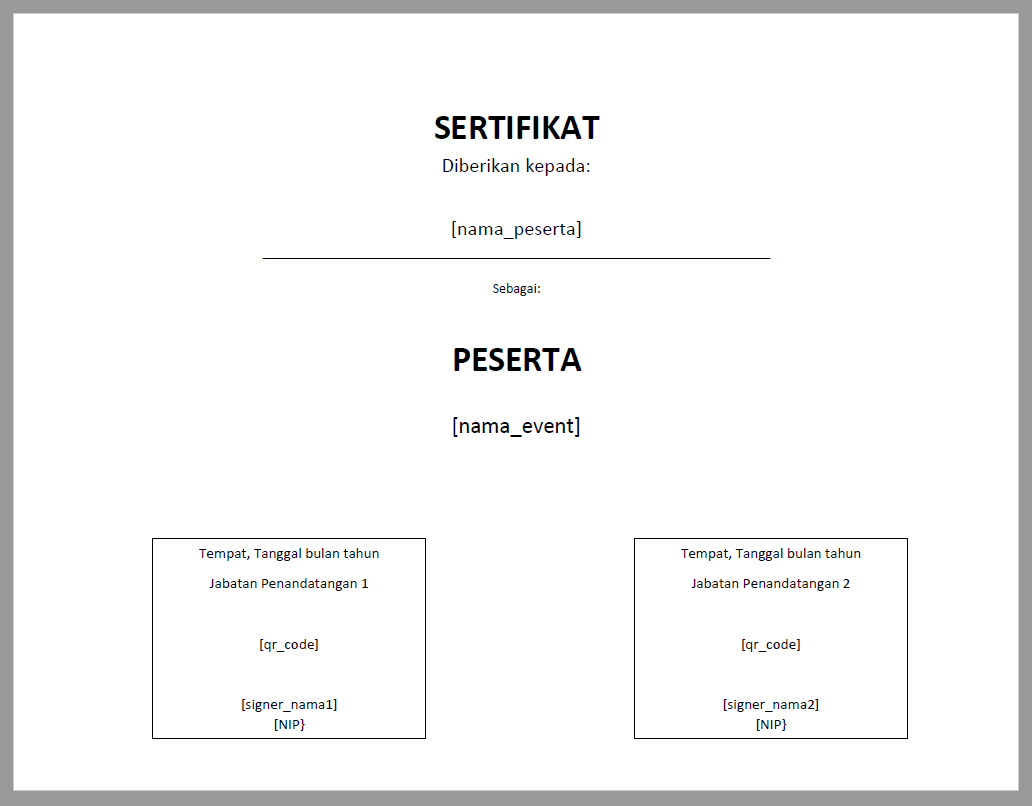 SERTIFIKAT
Diberikan kepada:
[nama_peserta]
Sebagai:
PESERTA
[nama_event]
Tempat, Tanggal bulan tahun
Jabatan Penandatangan 1
[qr_code]
[signer_nama1]
[NIP}
Tempat, Tanggal bulan tahun
Jabatan Penandatangan 2
[qr_code]
[signer_nama2]
[NIP}